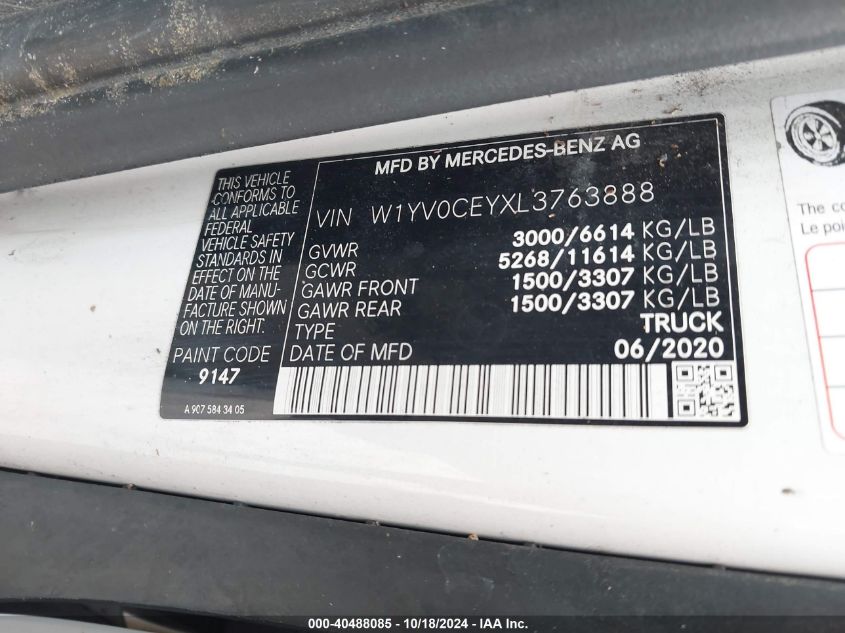 MFD BY MERCEDES-BENZ AG
THIS VEHICLE
CONFORMS TO
ALL APPLICABLE
FEDERAL
VEHICLE SAFETY
STANDARDS IN
EFFECT ON THE
DATE OF MANU-
FACTURE SHOWN
ON THE RIGHT.
PAINT CODE
9147
A 907 584 34 05
VIN W1YV0CEYXL3763888
GVWR 3000/6614 KG/LB
GCWR 5268/11614 KG/LB
GAWR FRONT 1500/3307 KG/LB
GAWR REAR 1500/3307 KG/LB
TYPE TRUCK
DATE OF MFD 06/2020
The co
Le poi
000-40488085 - 10/18/2024 - IAA Inc.